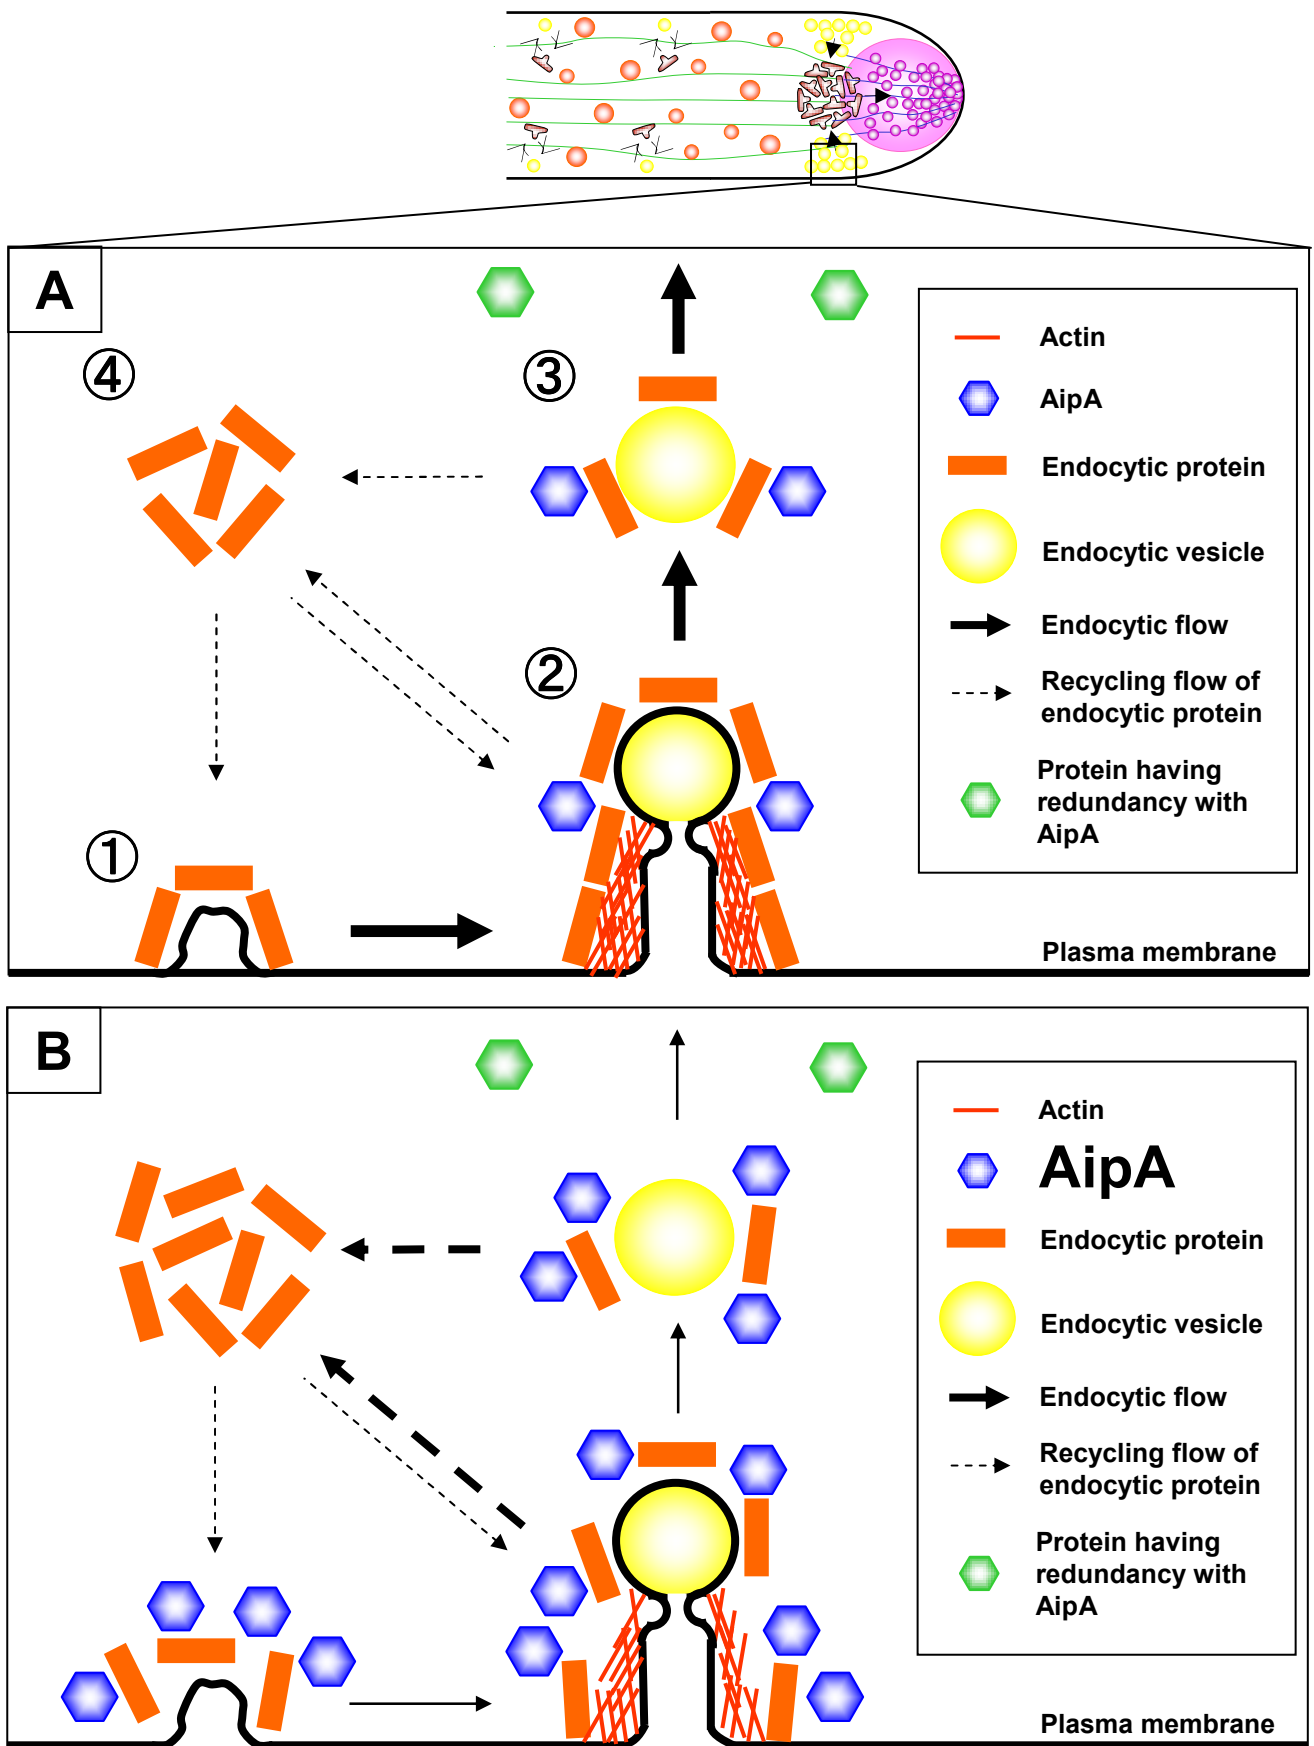 A
④
③
②
①
Actin
AipA
Endocytic protein
Endocytic vesicle
Endocytic flow
Recycling flow of
endocytic protein
Protein having
redundancy with
AipA
Plasma membrane
B
Actin
AipA
Endocytic protein
Endocytic vesicle
Endocytic flow
Recycling flow of
endocytic protein
Protein having
redundancy with
AipA
Plasma membrane